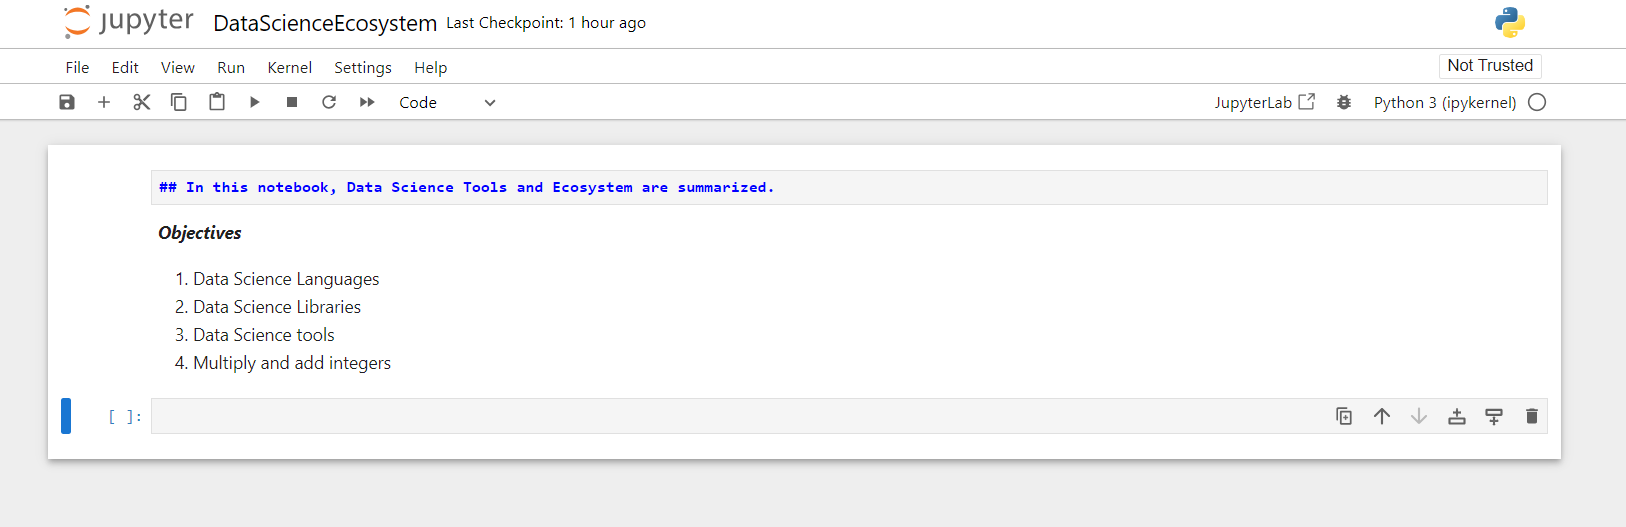 jupyter DataScienceEcosystem Last Checkpoint: 1 hour ago
File Edit View Run Kernel Settings Help Not Trusted
Code JupyterLab Python 3 (ipykernel)
## In this notebook, Data Science Tools and Ecosystem are summarized.
Objectives
1. Data Science Languages
2. Data Science Libraries
3. Data Science tools
4. Multiply and add integers
[ ]: